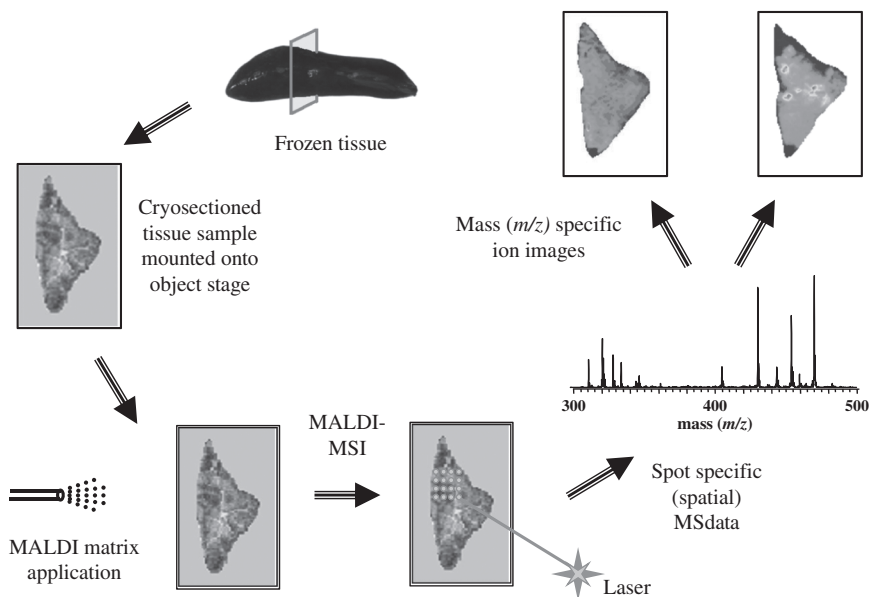 Frozen tissue
Cryosectioned
tissue sample
mounted onto
object stage
MALDI matrix
application
MALDI-
MSI
Laser
Spot specific
(spatial)
MSdata
300
400
500
mass (m/z)
Mass (m/z) specific
ion images